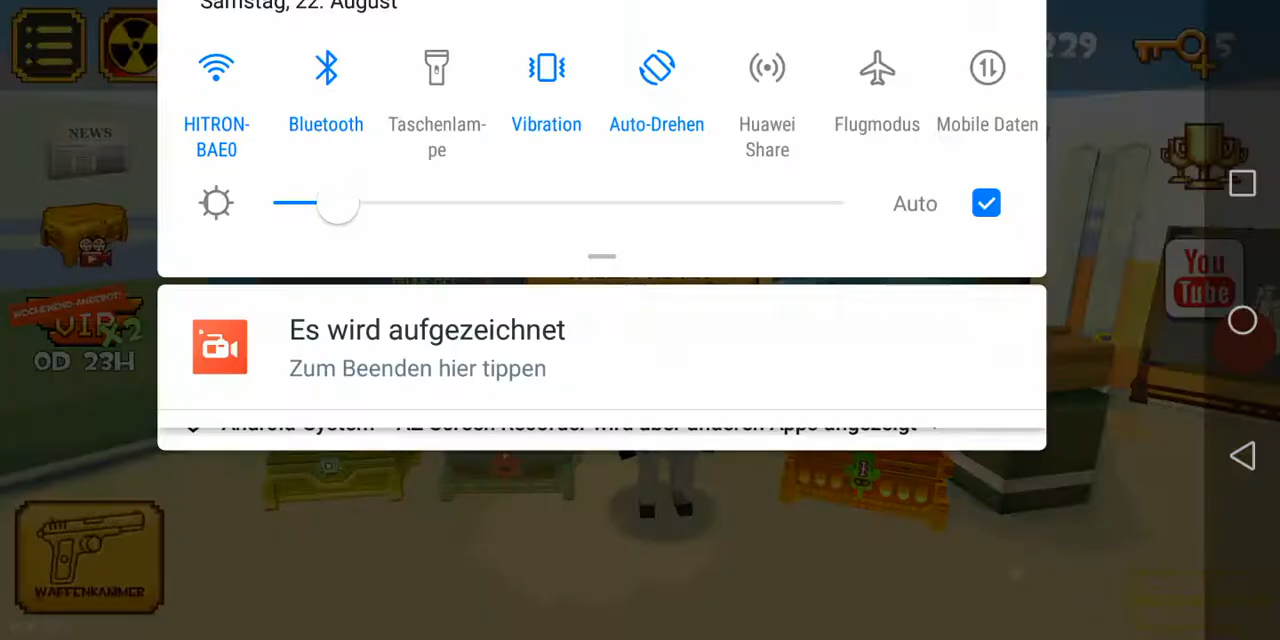 Samstag, 22. August
229
5
HITRON-
BAE0
Bluetooth
Taschenlam-
pe
Vibration
Auto-Drehen
Huawei
Share
Flugmodus
Mobile Daten
NEWS
Auto
WOCHENEND-ANGEBOT!
VIP
x2
0D 23H
You
Tube
Es wird aufgezeichnet
Zum Beenden hier tippen
Android-System AZ Screen Recorder wird über anderen Apps angezeigt
WAFFENKAMMER